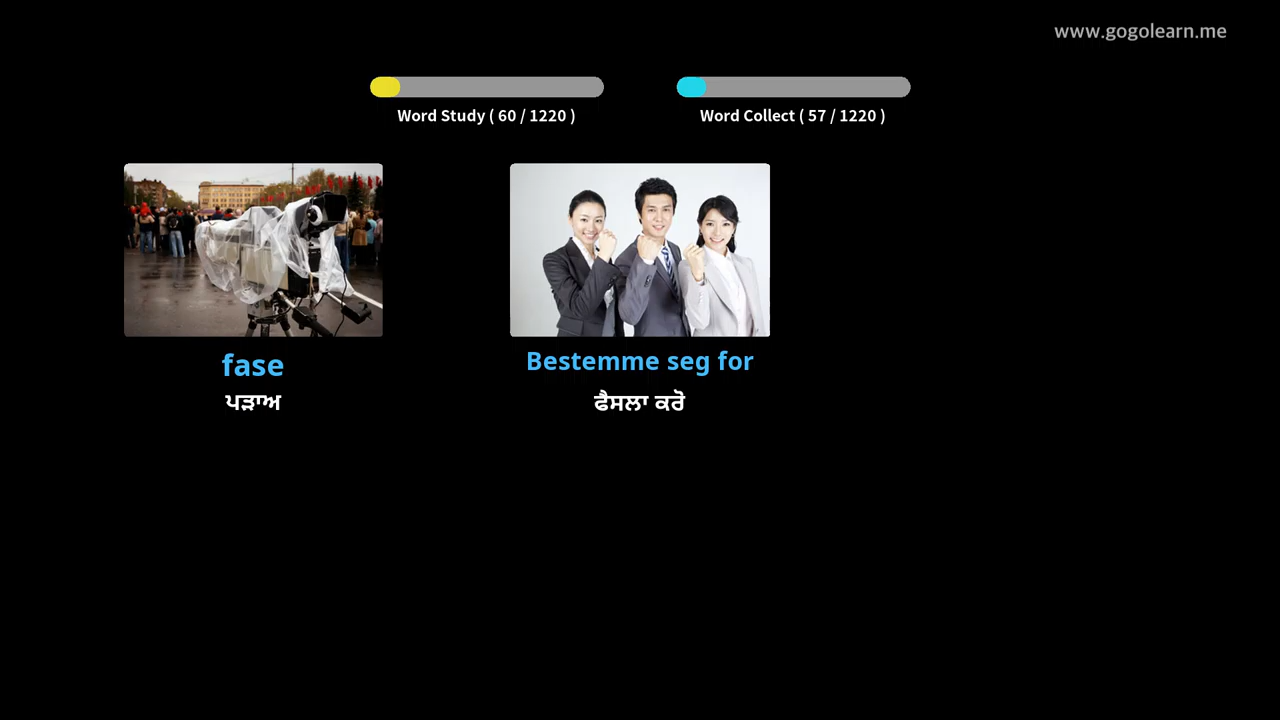 www.gogolearn.me
Word Study ( 60 / 1220 )
Word Collect ( 57 / 1220 )
fase
ਪੜਾਅ
Bestemme seg for
ਫੈਸਲਾ ਕਰੋ